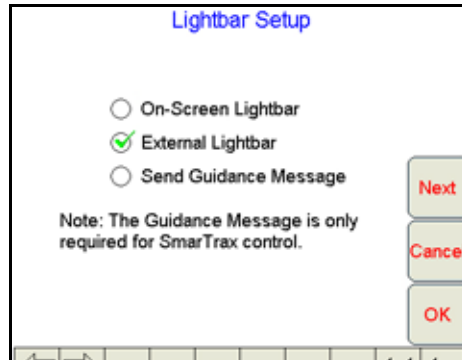 Lightbar Setup
On-Screen Lightbar
External Lightbar
Send Guidance Message
Note: The Guidance Message is only
required for SmarTrax control.
Next
Cance
OK